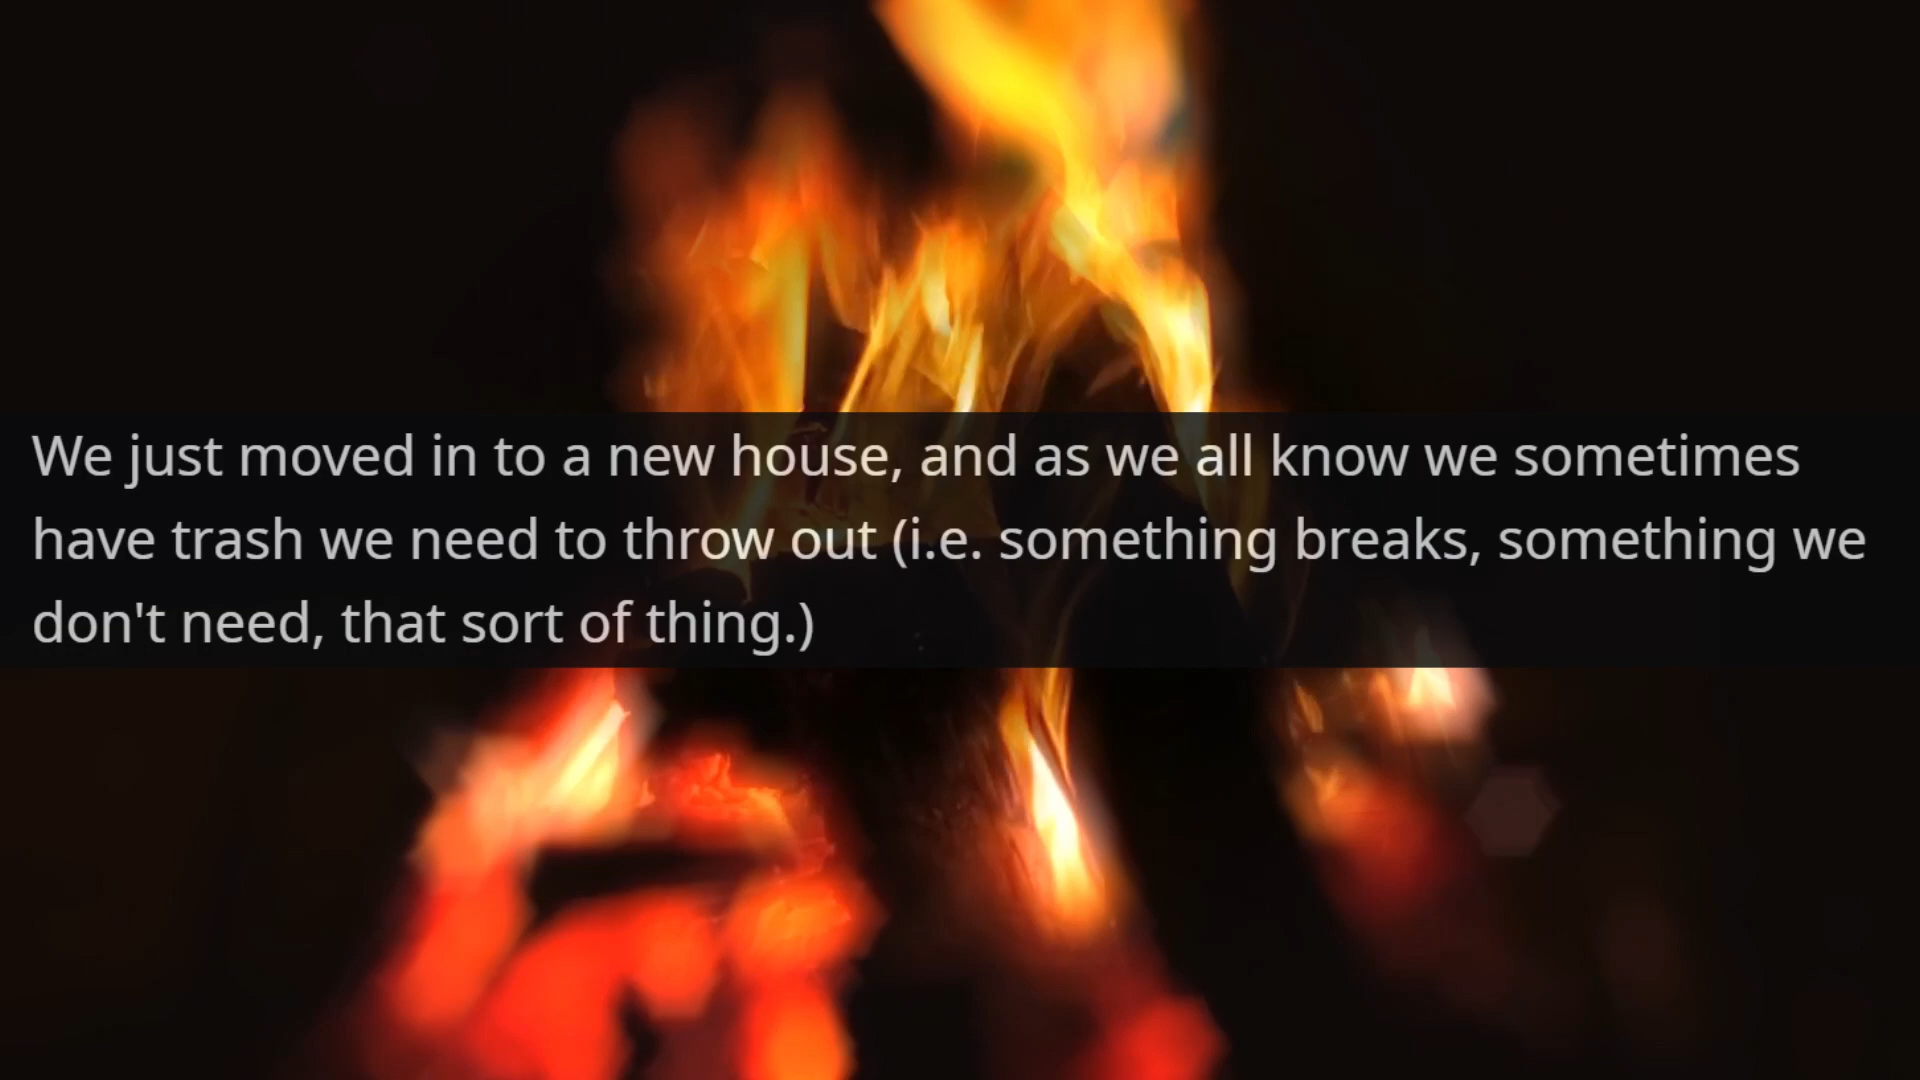 We just moved in to a new house, and as we all know we sometimes
have trash we need to throw out (i.e. something breaks, something we
don't need, that sort of thing.)